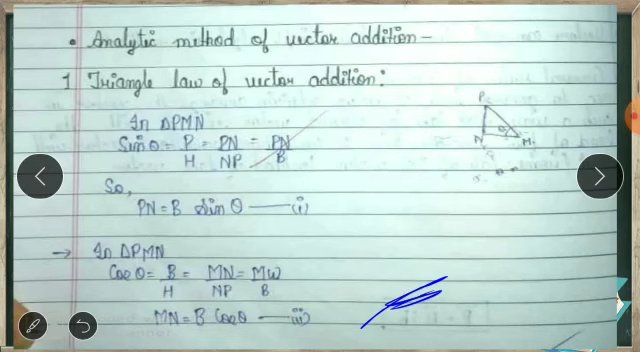 • Analytic method of vector addition –
1 Triangle law of vector addition:
P
θ
N
M
In ΔPMN
Sin θ = P/H = PN/NP = PN/B
So,
PN = B sin θ —— (i)
→ In ΔPMN
Cos θ = B/H = MN/NP = MN/B
MN = B Cos θ —— (ii)